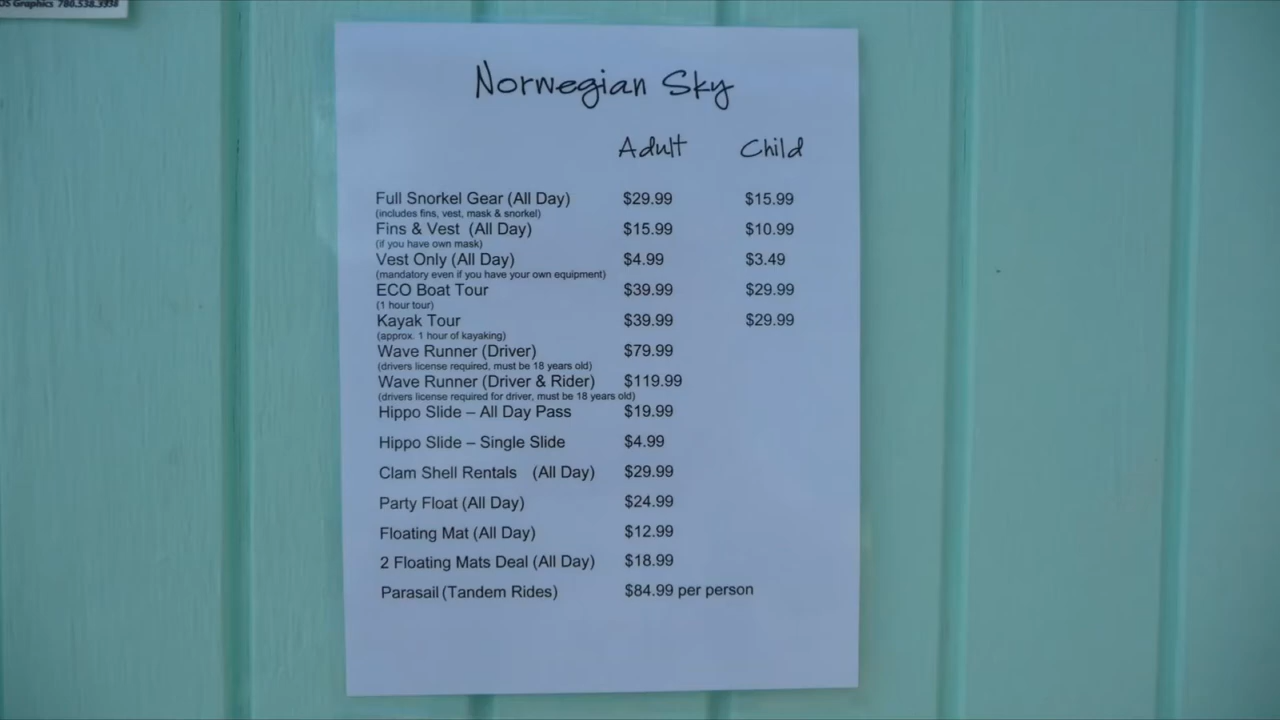 OS Graphics 780.538.3338
Norwegian Sky
Adult Child
Full Snorkel Gear (All Day) $29.99 $15.99
(includes fins, vest, mask & snorkel)
Fins & Vest (All Day) $15.99 $10.99
(if you have own mask)
Vest Only (All Day) $4.99 $3.49
(mandatory even if you have your own equipment)
ECO Boat Tour $39.99 $29.99
(1 hour tour)
Kayak Tour $39.99 $29.99
(approx. 1 hour of kayaking)
Wave Runner (Driver) $79.99
(drivers license required, must be 18 years old)
Wave Runner (Driver & Rider) $119.99
(drivers license required for driver, must be 18 years old)
Hippo Slide – All Day Pass $19.99
Hippo Slide – Single Slide $4.99
Clam Shell Rentals (All Day) $29.99
Party Float (All Day) $24.99
Floating Mat (All Day) $12.99
2 Floating Mats Deal (All Day) $18.99
Parasail (Tandem Rides) $84.99 per person